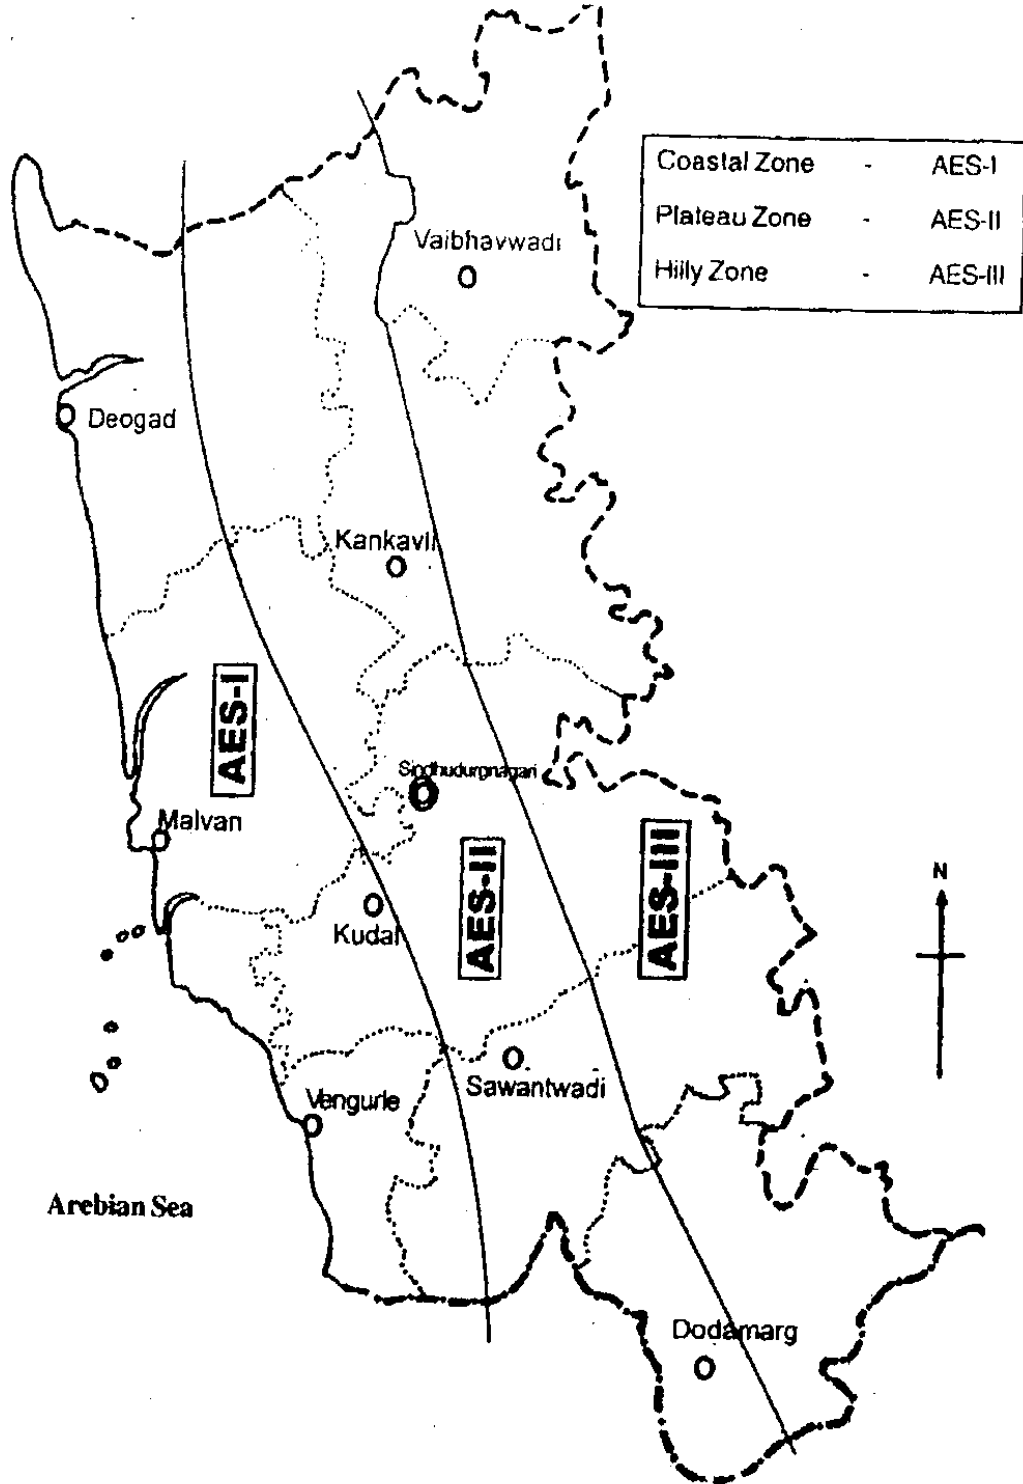 Coastal Zone - AES-I
Plateau Zone - AES-II
Hilly Zone - AES-III
Vaibhavwadi
Deogad
Kankavli
AES-I
Sindhudurgnagari
Malvan
AES-II
AES-III
N
Kudal
Sawantwadi
Vengurle
Arebian Sea
Dodamarg